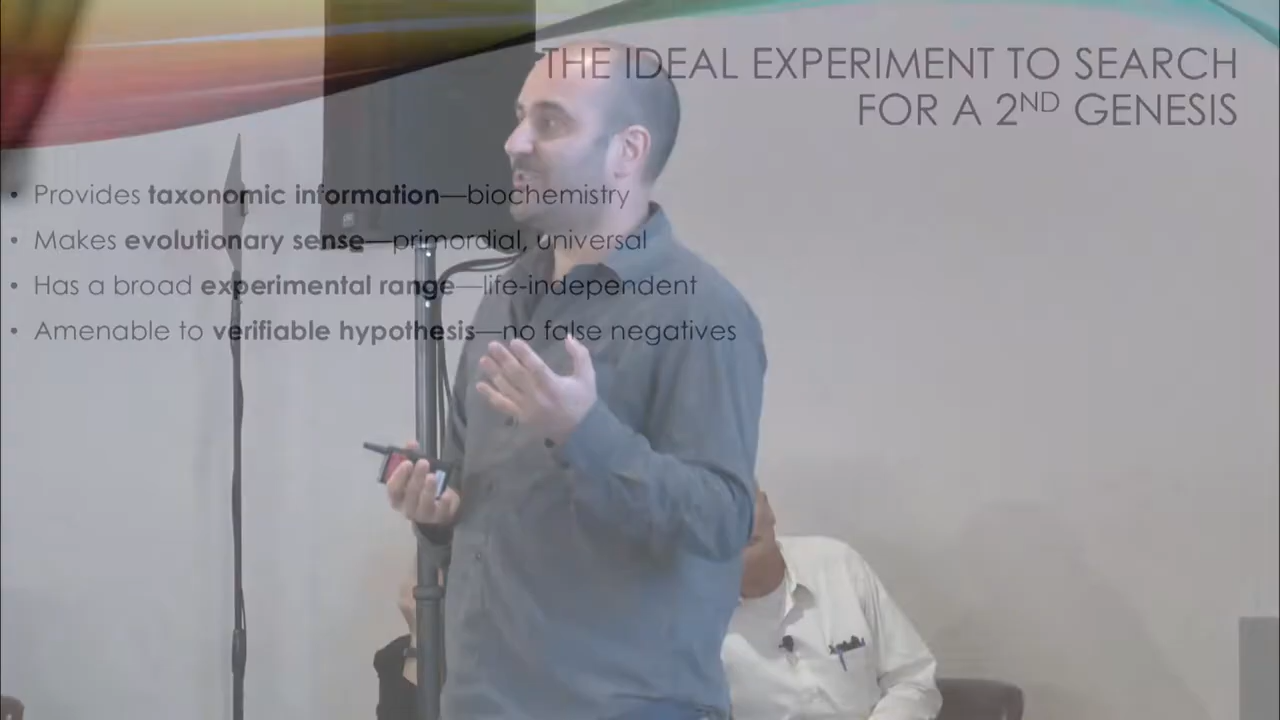 THE IDEAL EXPERIMENT TO SEARCH
FOR A 2ND GENESIS
• Provides taxonomic information—biochemistry
• Makes evolutionary sense—primordial, universal
• Has a broad experimental range—life-independent
• Amenable to verifiable hypothesis—no false negatives